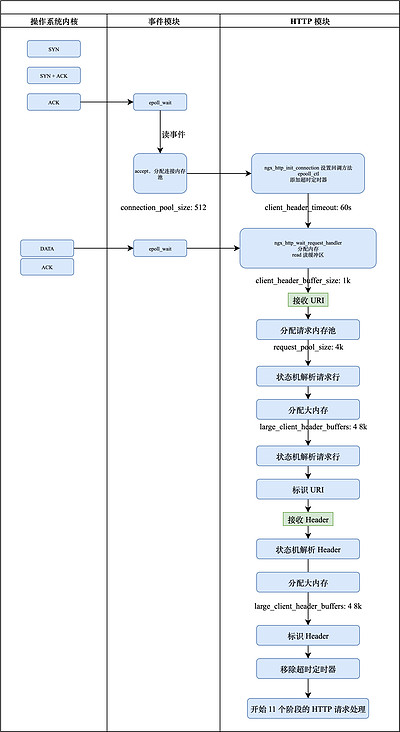 操作系统内核
事件模块
HTTP 模块
SYN
SYN + ACK
ACK
epoll_wait
读事件
accept、分配连接内存
池
connection_pool_size: 512
ngx_http_init_connection 设置回调方法
epooll_ctl
添加超时定时器
client_header_timeout: 60s
DATA
ACK
epoll_wait
ngx_http_wait_request_handler
分配内存
read 读缓冲区
client_header_buffer_size: 1k
接收 URI
分配请求内存池
request_pool_size: 4k
状态机解析请求行
分配大内存
large_client_header_buffers: 4 8k
状态机解析请求行
标识 URI
接收 Header
状态机解析 Header
分配大内存
large_client_header_buffers: 4 8k
标识 Header
移除超时定时器
开始 11 个阶段的 HTTP 请求处理